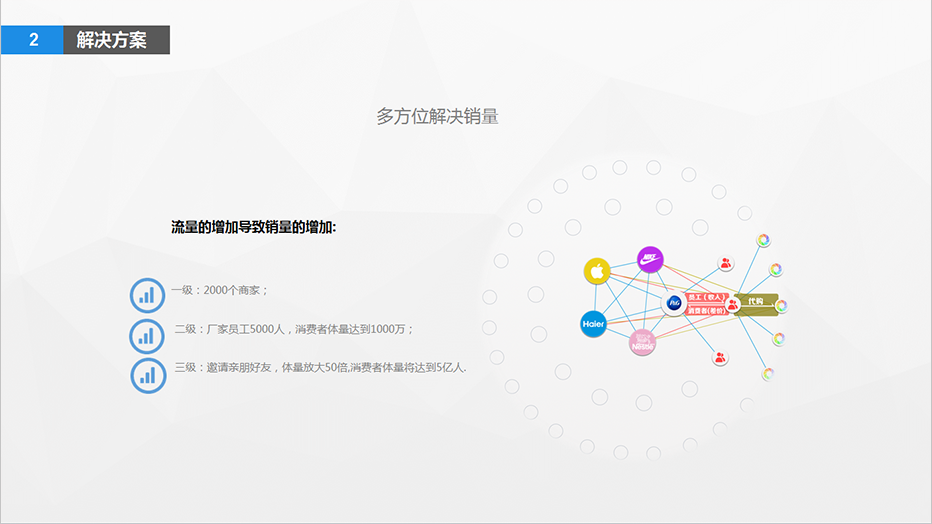 2 解决方案
多方位解决销量
流量的增加导致销量的增加:
一级：2000个商家；
二级：厂家员工5000人，消费者体量达到1000万；
三级：邀请亲朋好友，体量放大50倍,消费者体量将达到5亿人.
P&G
员工（收入）
代购
消费者(差价)
Haier
Nestle